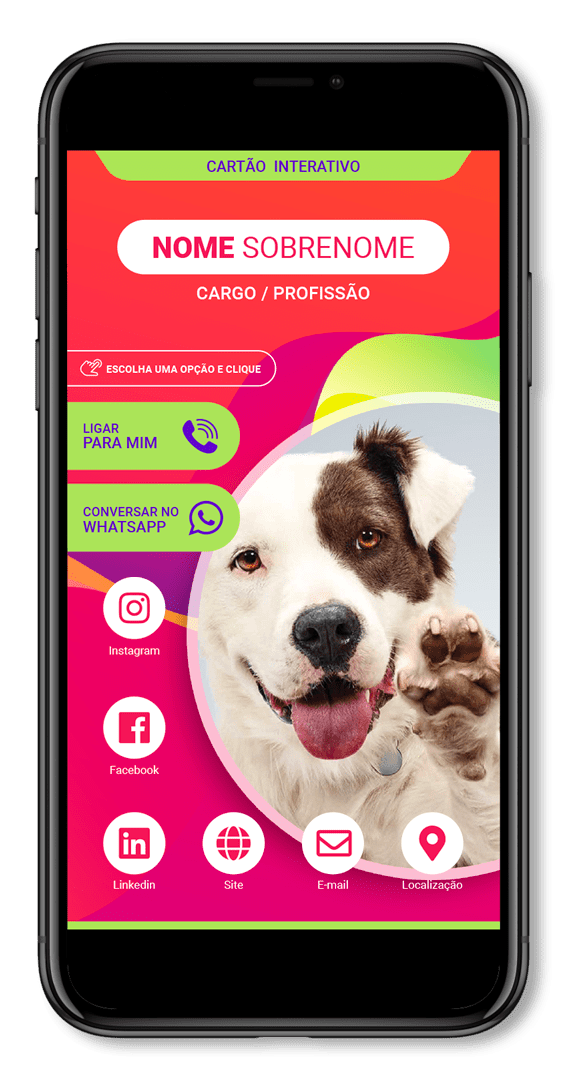 CARTÃO INTERATIVO
NOME SOBRENOME
CARGO / PROFISSÃO
ESCOLHA UMA OPÇÃO E CLIQUE
LIGAR
PARA MIM
CONVERSAR NO
WHATSAPP
Instagram
Facebook
Linkedin
Site
E-mail
Localização